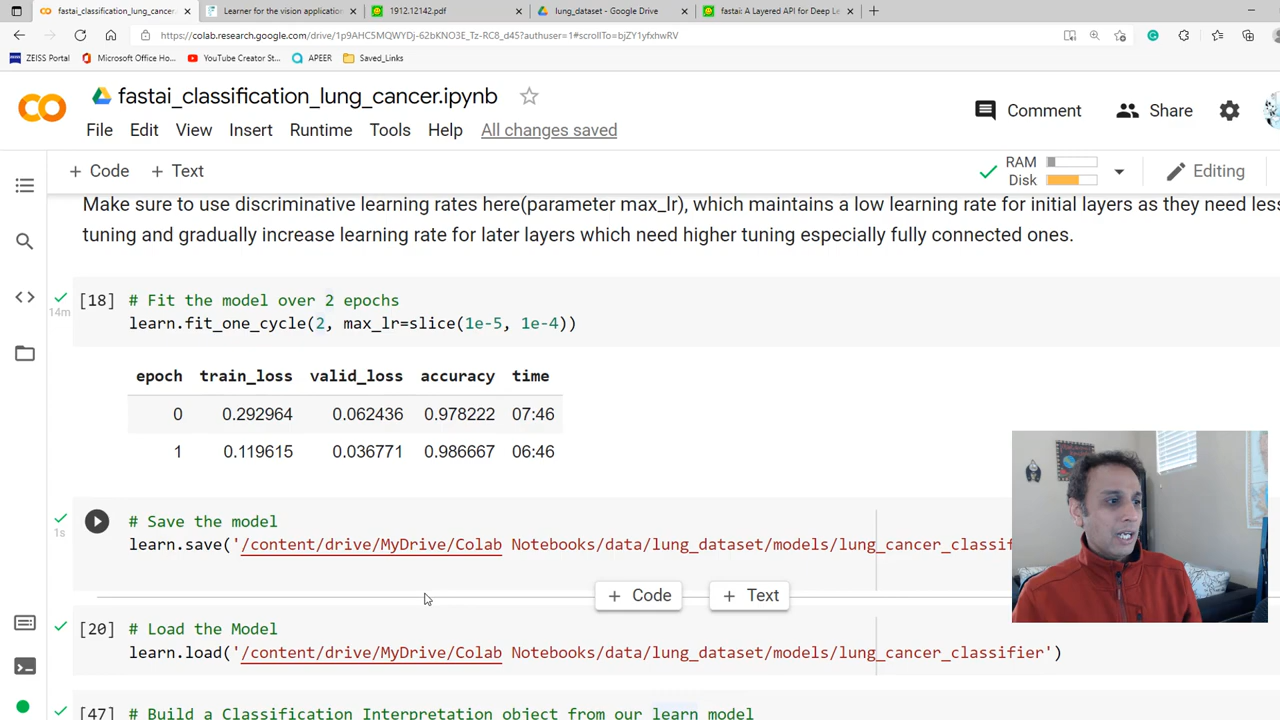 fastai_classification_lung_cancer.
Learner for the vision application
1912.12142.pdf
lung_dataset - Google Drive
fastai: A Layered API for Deep Le
https://colab.research.google.com/drive/1p9AHC5MQWYDj-62bKNO3E_Tz-RC8_d45?authuser=1#scrollTo=bjZY1yfxhwRV
ZEISS Portal
Microsoft Office Ho...
YouTube Creator St...
APEER
Saved_Links
fastai_classification_lung_cancer.ipynb
Comment
Share
File Edit View Insert Runtime Tools Help All changes saved
+ Code + Text
RAM
Disk
Editing
Make sure to use discriminative learning rates here(parameter max_lr), which maintains a low learning rate for initial layers as they need less
tuning and gradually increase learning rate for later layers which need higher tuning especially fully connected ones.
14m
[18] # Fit the model over 2 epochs
learn.fit_one_cycle(2, max_lr=slice(1e-5, 1e-4))
epoch train_loss valid_loss accuracy time
0 0.292964 0.062436 0.978222 07:46
1 0.119615 0.036771 0.986667 06:46
1s
# Save the model
learn.save('/content/drive/MyDrive/Colab Notebooks/data/lung_dataset/models/lung_cancer_classif
+ Code + Text
[20] # Load the Model
learn.load('/content/drive/MyDrive/Colab Notebooks/data/lung_dataset/models/lung_cancer_classifier')
[47] # Build a Classification Interpretation object from our learn model